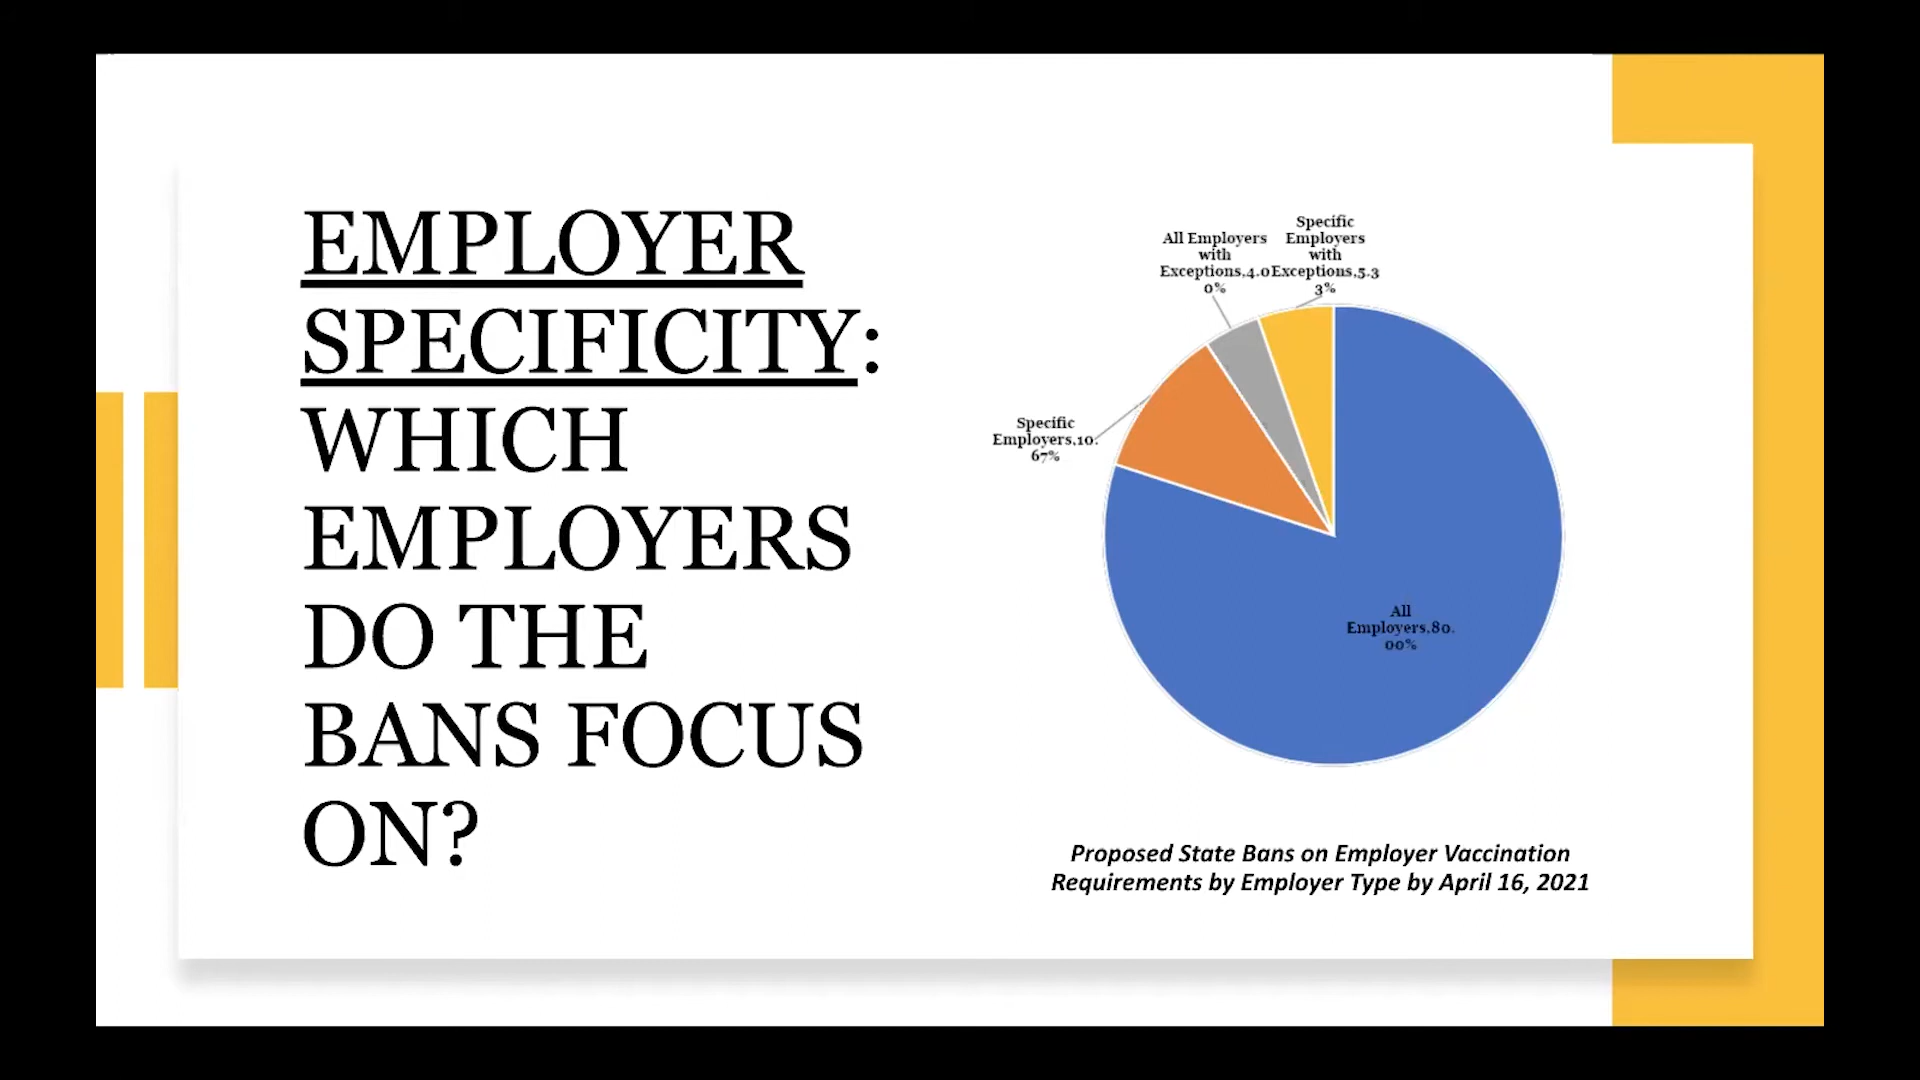 EMPLOYER
SPECIFICITY:
WHICH
EMPLOYERS
DO THE
BANS FOCUS
ON?
All Employers
with
Exceptions,4.0
0%
Specific
Employers
with
Exceptions,5.3
3%
Specific
Employers,10.
67%
All
Employers,80.
00%
Proposed State Bans on Employer Vaccination
Requirements by Employer Type by April 16, 2021